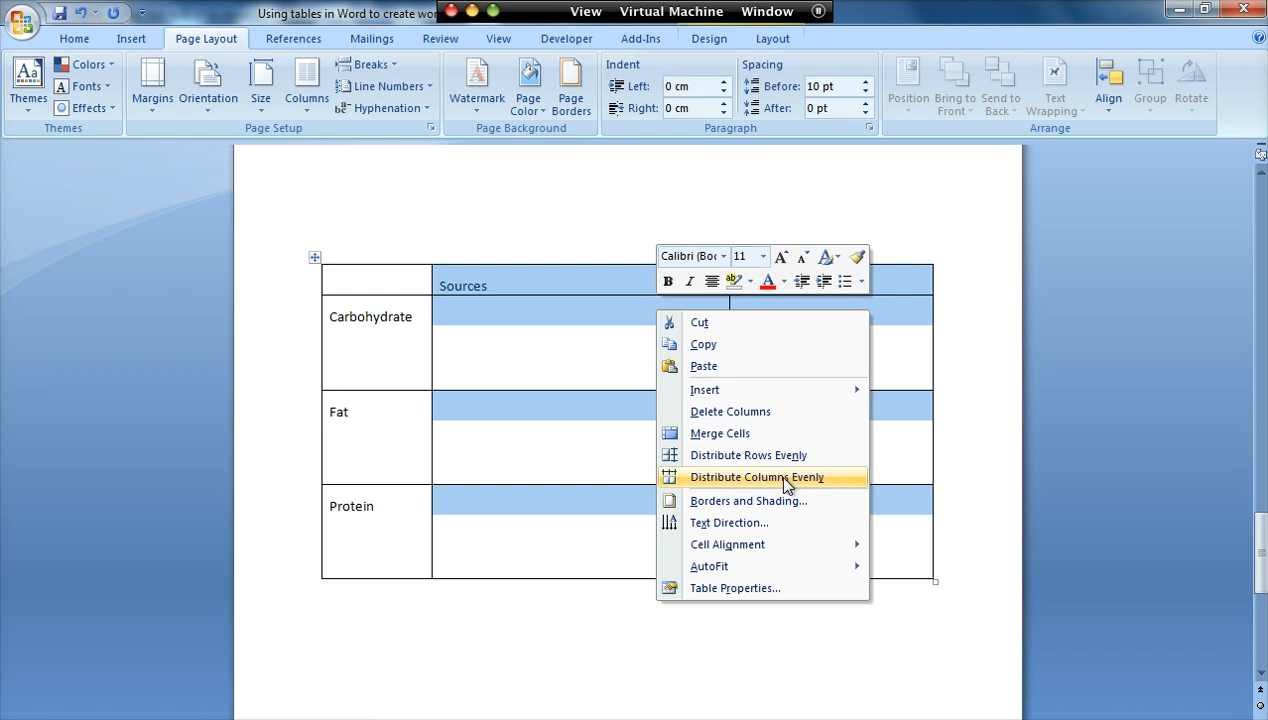 Using tables in Word to create wor
View Virtual Machine Window
Home Insert Page Layout References Mailings Review View Developer Add-Ins Design Layout
Themes
Colors
Fonts
Effects
Themes
Margins
Orientation
Size
Columns
Breaks
Line Numbers
Hyphenation
Page Setup
Watermark
Page Color
Page Borders
Page Background
Indent
Left: 0 cm
Right: 0 cm
Spacing
Before: 10 pt
After: 0 pt
Paragraph
Position
Bring to Front
Send to Back
Text Wrapping
Align
Group
Rotate
Arrange
Calibri (Boc 11
Sources
Carbohydrate
Fat
Protein
Cut
Copy
Paste
Insert
Delete Columns
Merge Cells
Distribute Rows Evenly
Distribute Columns Evenly
Borders and Shading...
Text Direction...
Cell Alignment
AutoFit
Table Properties...